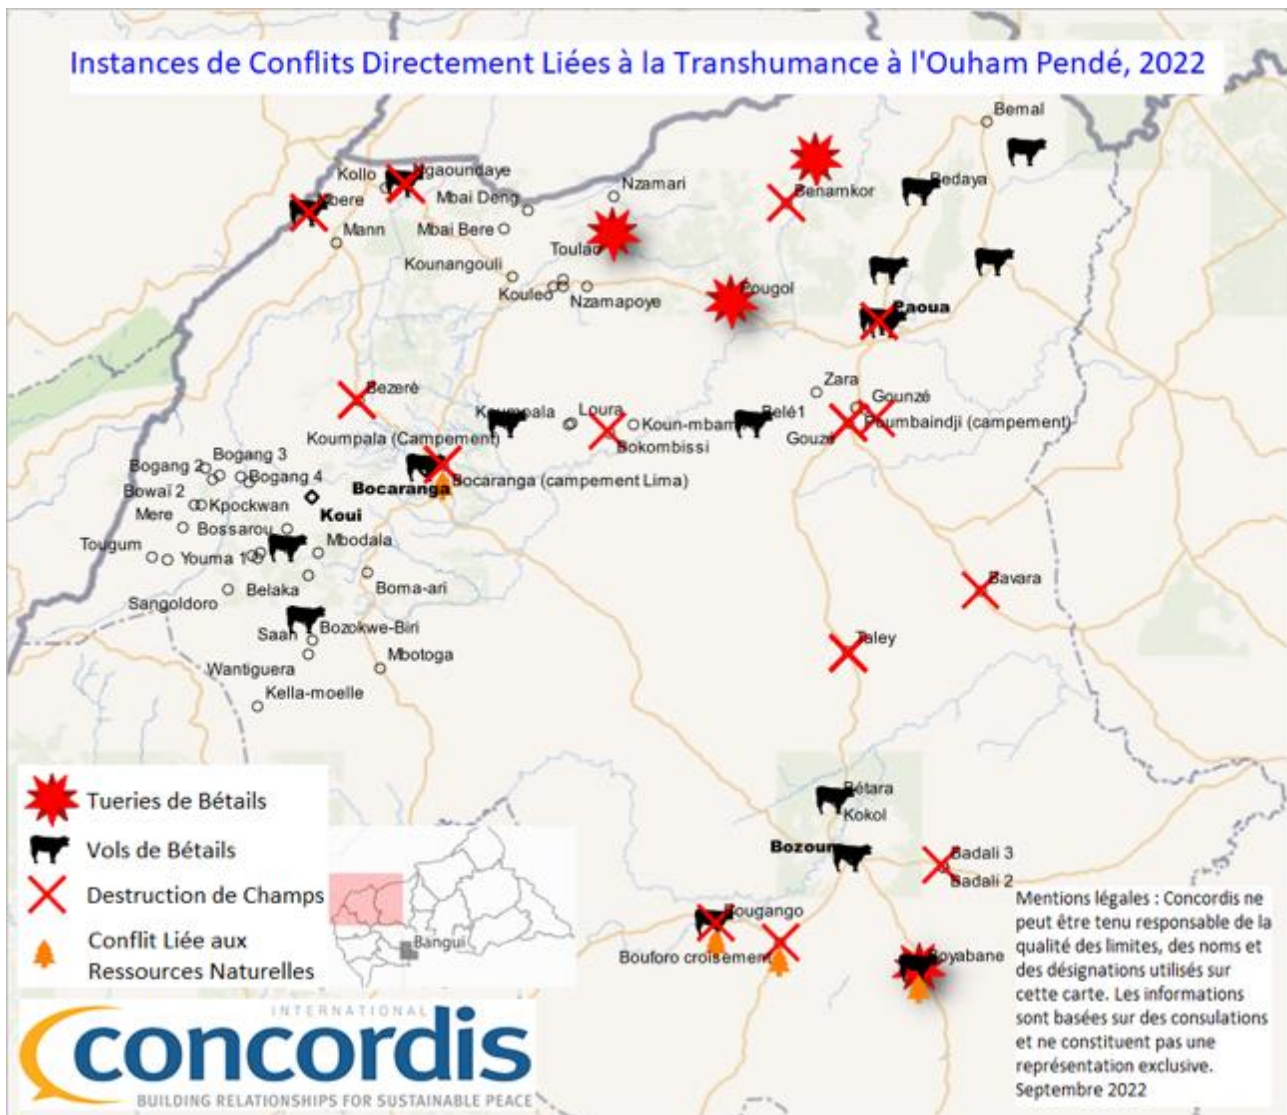 Instances de Conflits Directement Liées à la Transhumance à l'Ouham Pendé, 2022
Bemal
Kollo
Ngaoundaye
Mbai Deng
Nzamari
Benamkor
Bedaya
Mann
Mbai Bere
Kounangouli
Kouleo
Nzamapoye
Pougol
Paoua
Bezeré
Zara
Gounzé
Koumpala
Loura
Koun-mbam
Belé1
Poumbaindji (campement)
Gouze
Koumpala (Campement)
Bokombissi
Bogang 3
Bogang 2
Bogang 4
Bocaranga (campement Lima)
Bocaranga
Bowaï 2
Kpockwan
Koui
Mere
Bossarou
Tougum
Youma 1
Mbodala
Belaka
Boma-ari
Bavara
Sangoldoro
Bozokwe-Biri
Saan
Taley
Wantiguera
Mbotoga
Kella-moelle
Bétara
Kokol
Bozoum
Badali 3
Badali 2
Bougango
Bouforo croisement
Boyabane
Tueries de Bétails
Vols de Bétails
Destruction de Champs
Conflit Liée aux
Ressources Naturelles
Bangui
Mentions légales : Concordis ne
peut être tenu responsable de la
qualité des limites, des noms et
des désignations utilisés sur
cette carte. Les informations
sont basées sur des consulations
et ne constituent pas une
représentation exclusive.
Septembre 2022
INTERNATIONAL
concordis
BUILDING RELATIONSHIPS FOR SUSTAINABLE PEACE